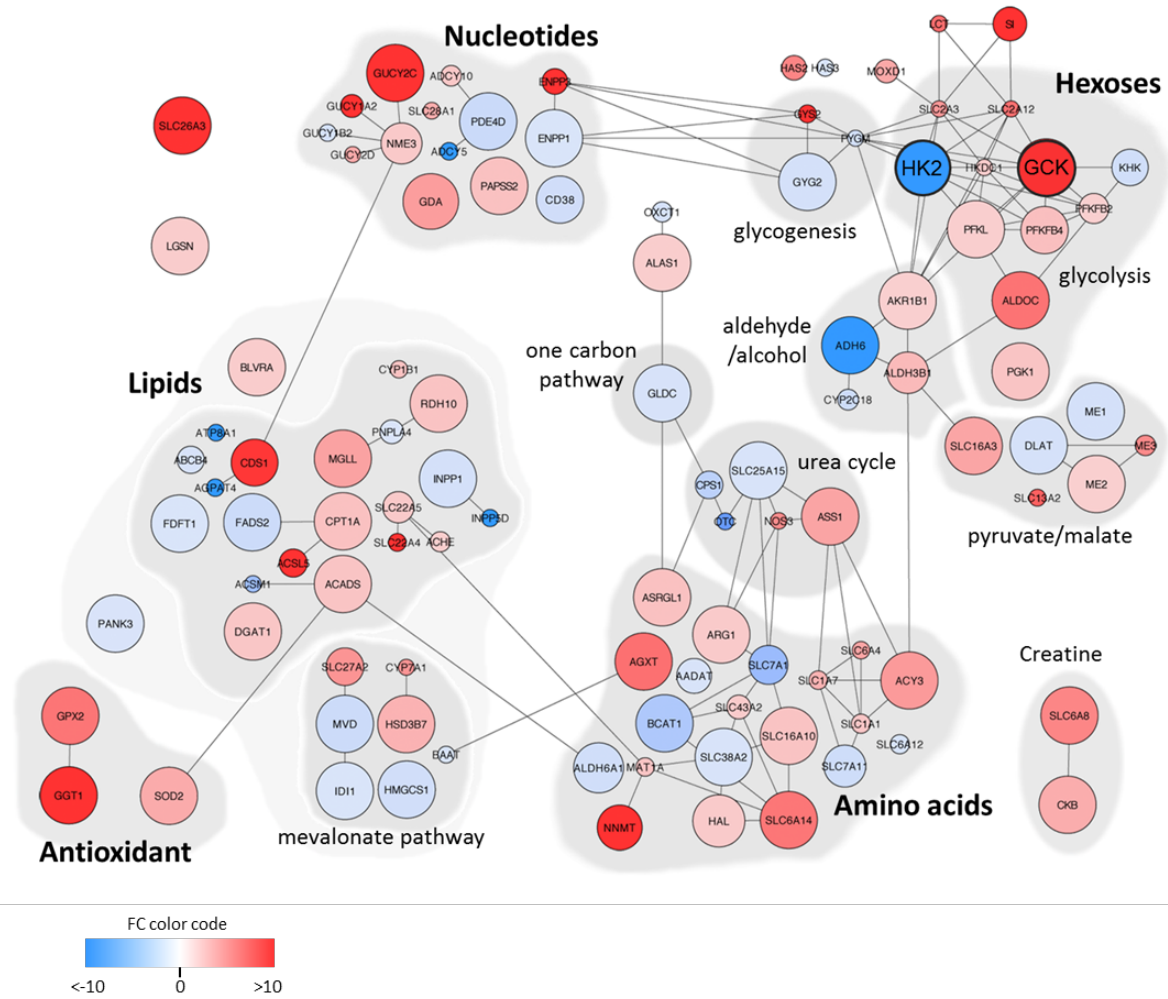 Nucleotides
Hexoses
LCT
SI
GUCY2C
ADCY10
ENPP3
HAS2
HAS3
MOXD1
GUCY1A2
SLC28A1
GYS2
SLC2A3
SLC2A12
SLC26A3
GUCY1B2
PDE4D
NME3
ENPP1
PYGM
GUCY2D
ADCY5
HK2
HKDC1
GCK
KHK
GDA
PAPSS2
CD38
GYG2
PFKFB2
OXCT1
glycogenesis
PFKL
PFKFB4
LGSN
ALAS1
glycolysis
AKR1B1
ALDOC
aldehyde
/alcohol
ADH6
one carbon
pathway
BLVRA
CYP1B1
ALDH3B1
PGK1
Lipids
GLDC
CYP2C18
RDH10
ME1
ATP8A1
PNPLA4
SLC16A3
DLAT
ME3
ABCB4
CDS1
MGLL
urea cycle
SLC25A15
AGPAT4
INPP1
CPS1
ME2
SLC13A2
FDFT1
FADS2
CPT1A
SLC22A5
INPP5D
OTC
NOS3
ASS1
pyruvate/malate
SLC22A4
ACHE
ACSL5
ACSM1
ACADS
ASRGL1
PANK3
DGAT1
ARG1
SLC6A4
Creatine
SLC27A2
CYP7A1
AGXT
AADAT
SLC7A1
SLC1A7
ACY3
GPX2
MVD
HSD3B7
BCAT1
SLC43A2
SLC1A1
SLC6A8
SLC16A10
SLC6A12
BAAT
SLC38A2
ALDH6A1
MAT1A
SLC7A11
GGT1
SOD2
IDI1
HMGCS1
Amino acids
CKB
NNMT
HAL
SLC6A14
mevalonate pathway
Antioxidant
FC color code
<-10
0
>10